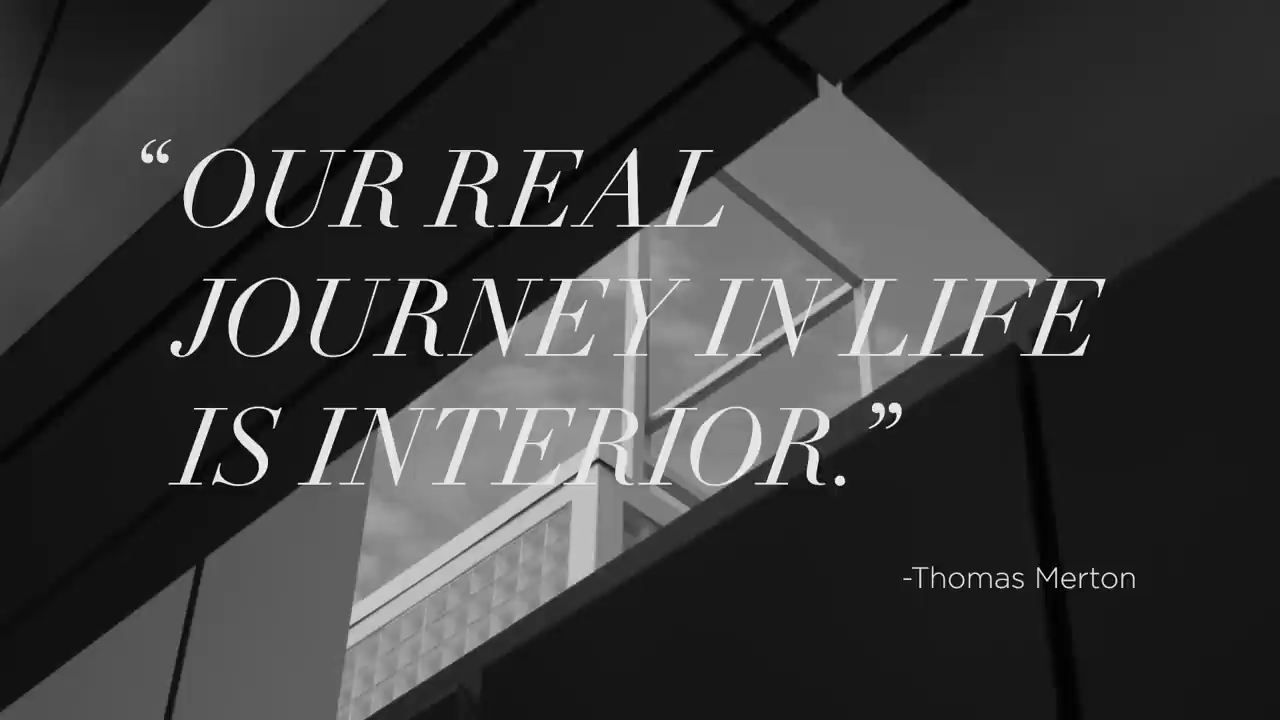 “OUR REAL
JOURNEY IN LIFE
IS INTERIOR.”
-Thomas Merton